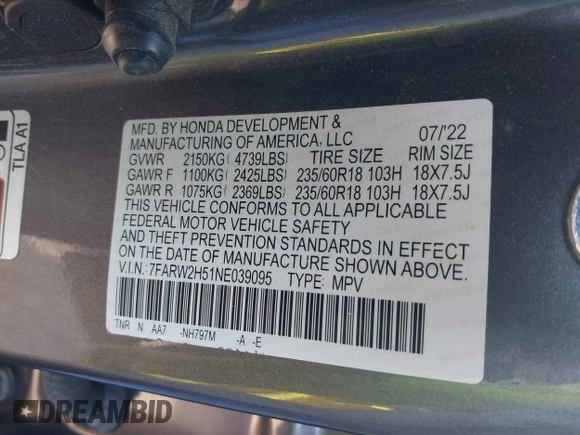 MFD. BY HONDA DEVELOPMENT &
MANUFACTURING OF AMERICA, LLC 07/'22
GVWR 2150KG( 4739LBS) TIRE SIZE RIM SIZE
GAWR F 1100KG( 2425LBS) 235/60R18 103H 18X7.5J
GAWR R 1075KG( 2369LBS) 235/60R18 103H 18X7.5J
THIS VEHICLE CONFORMS TO ALL APPLICABLE
FEDERAL MOTOR VEHICLE SAFETY
AND THEFT PREVENTION STANDARDS IN EFFECT
ON THE DATE OF MANUFACTURE SHOWN ABOVE.
V.I.N.: 7FARW2H51NE039095 TYPE: MPV
TNR N AA7 -NH797M -A -E
TLA A1
DREAMBID